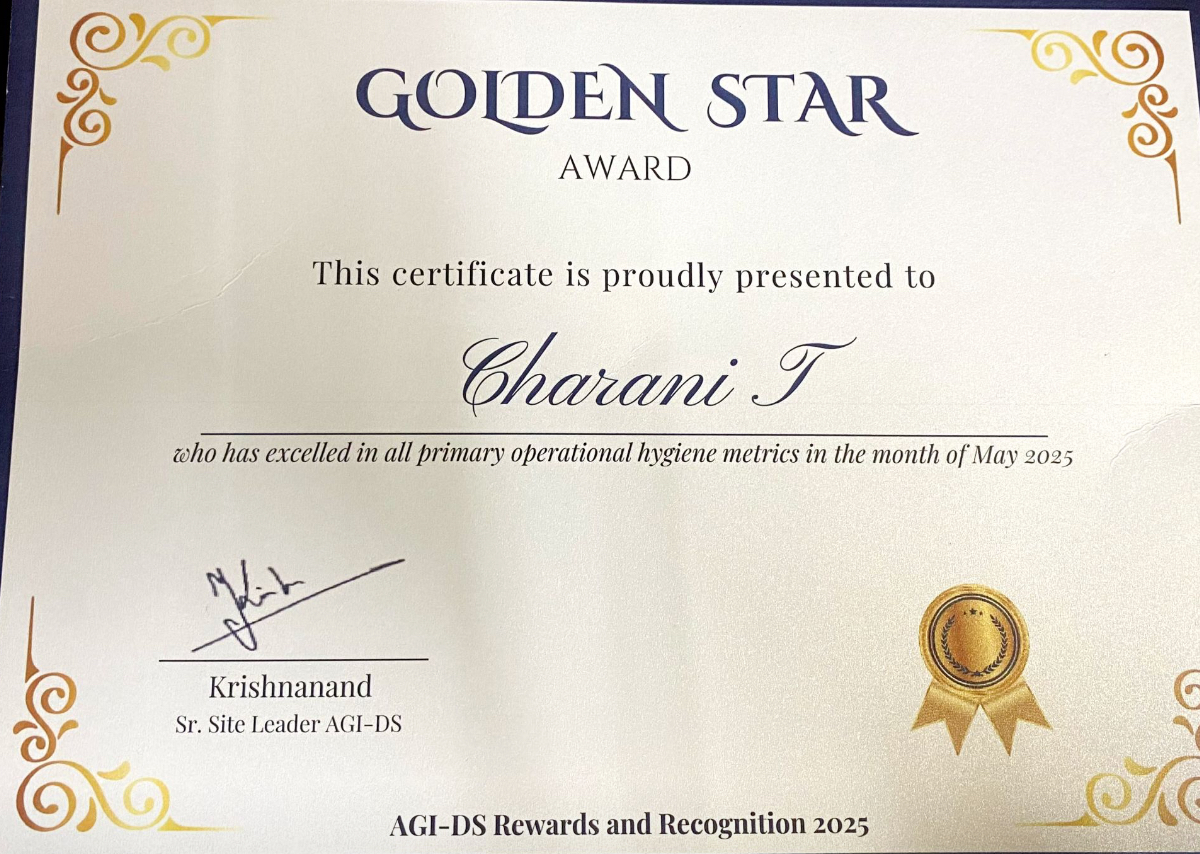 GOLDEN STAR
AWARD
This certificate is proudly presented to
Charani T
who has excelled in all primary operational hygiene metrics in the month of May 2025
Krishnanand
Sr. Site Leader AGI-DS
AGI-DS Rewards and Recognition 2025